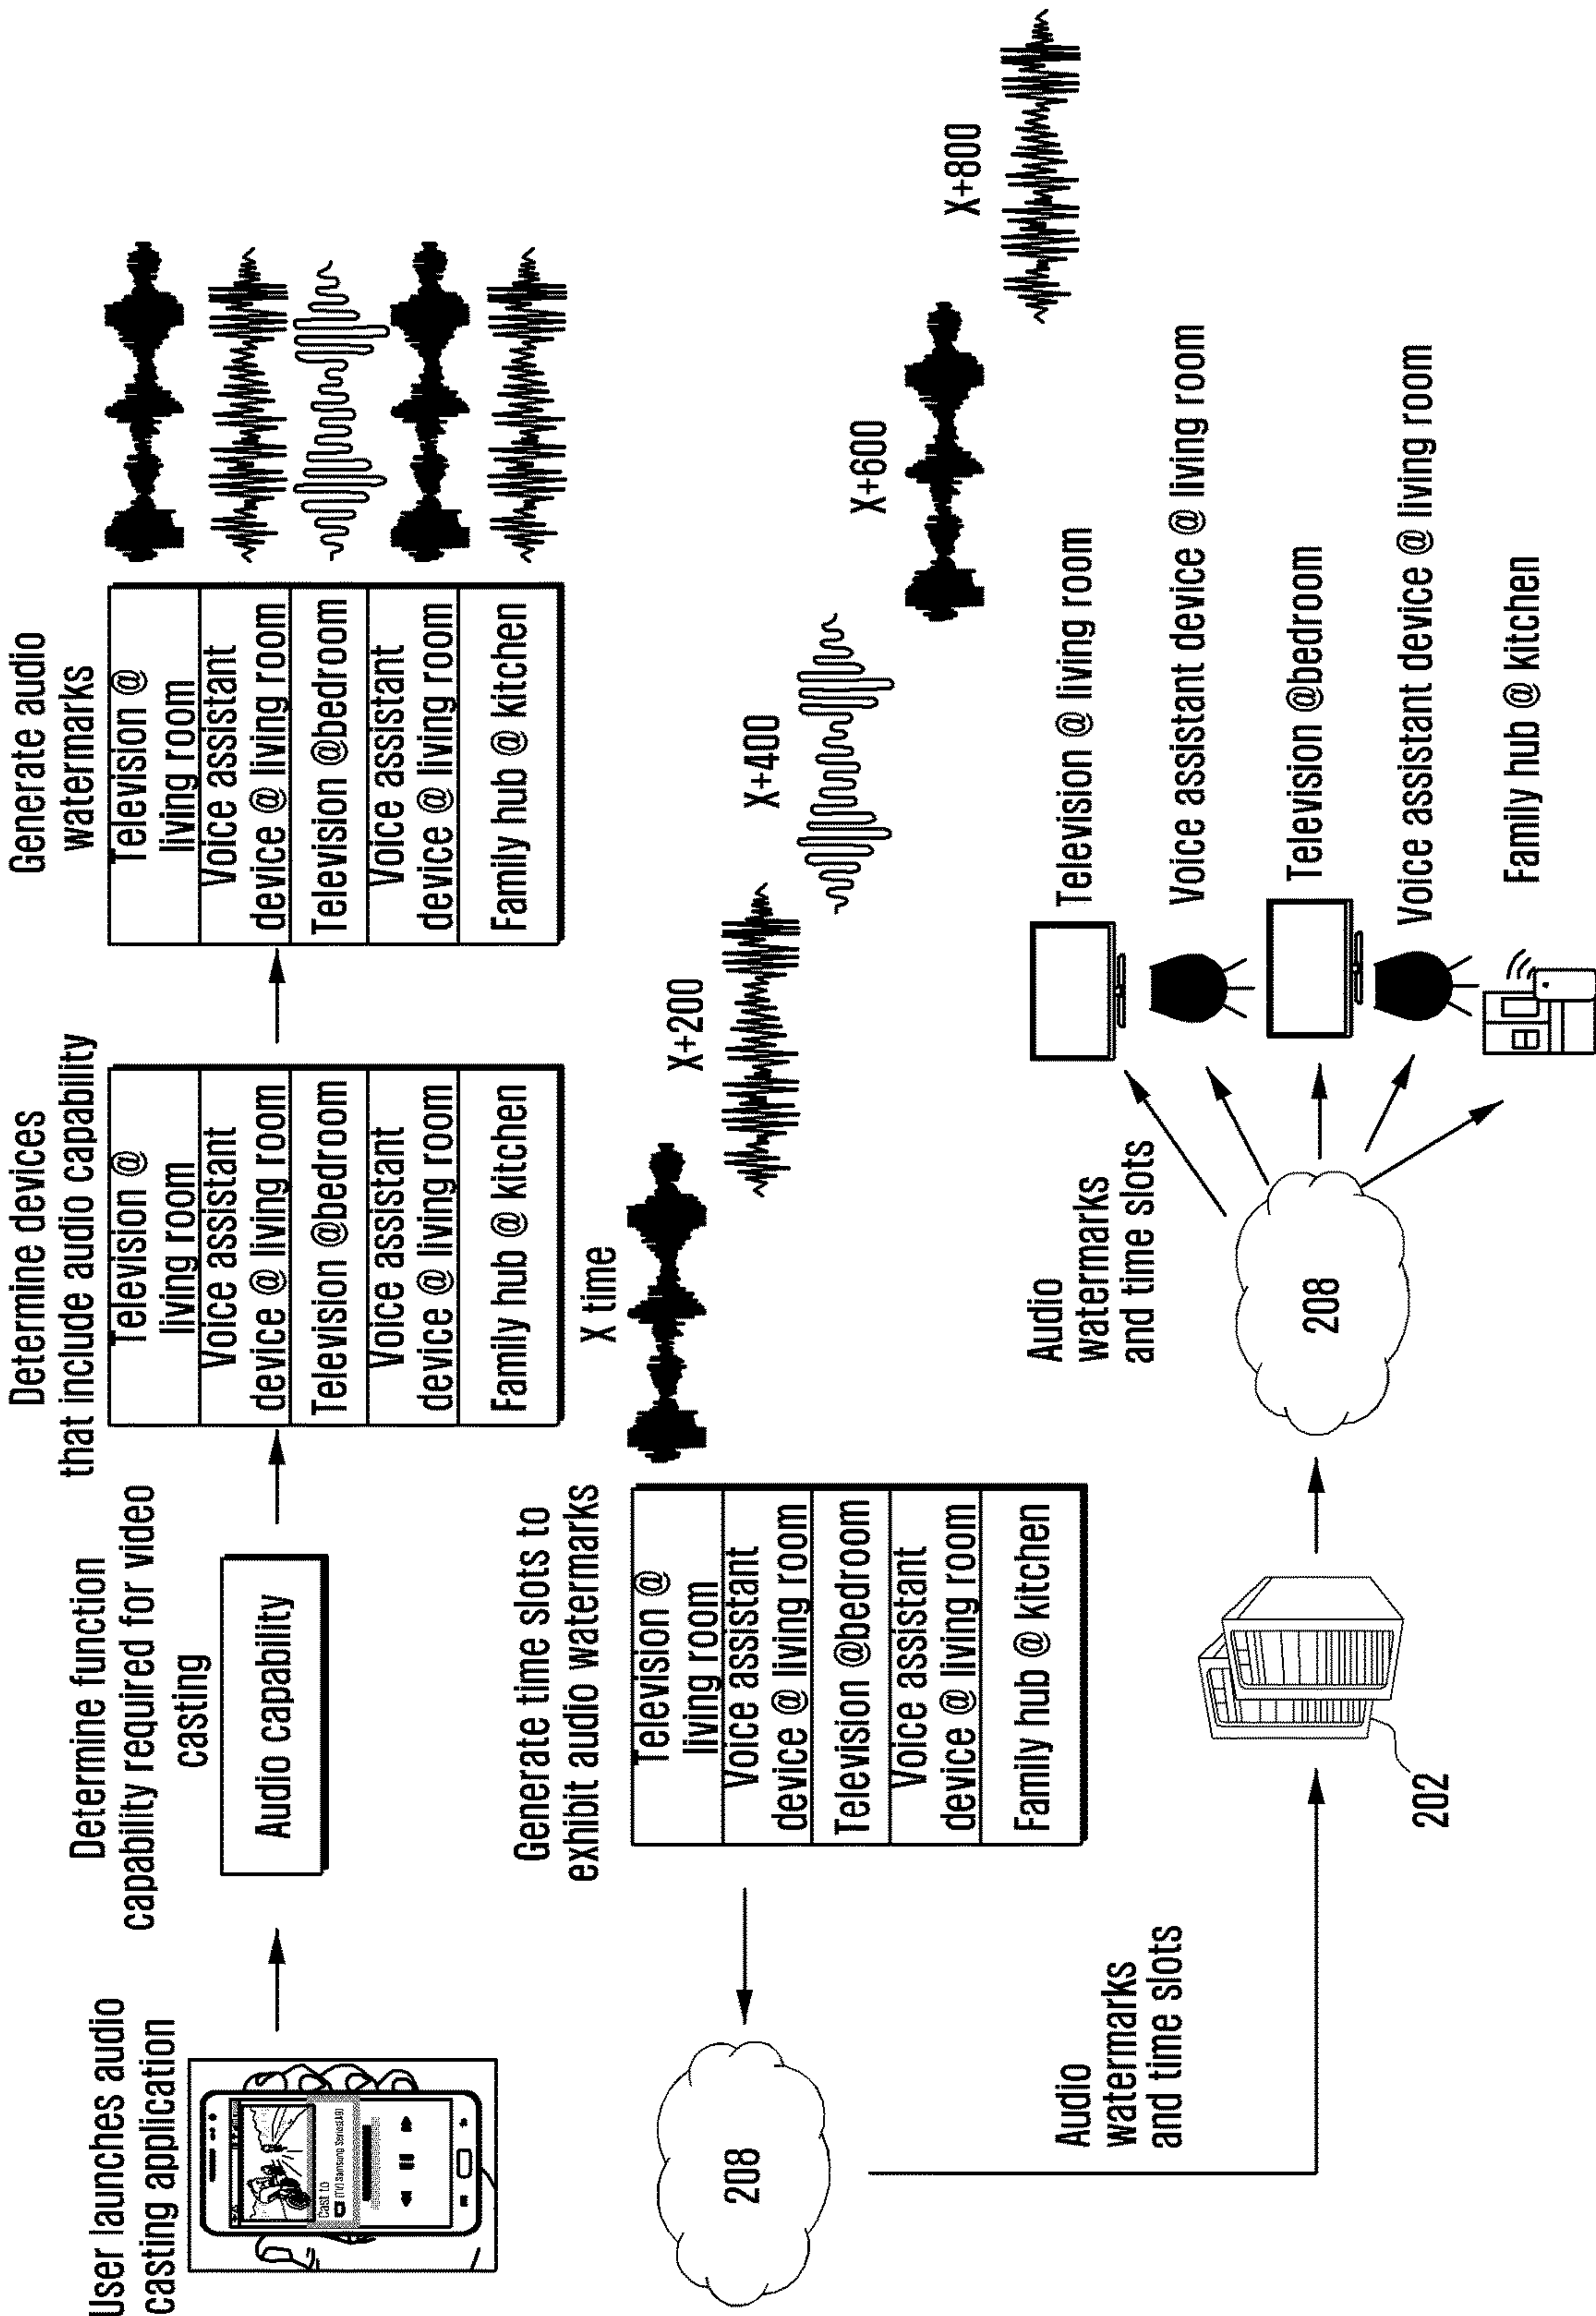 User launches audio
casting application
Cast to
(TV) Samsung Series(A9)
Determine function
capability required for video
casting
Audio capability
Determine devices
that include audio capability
Television @
living room
Voice assistant
device @ living room
Television @bedroom
Voice assistant
device @ living room
Family hub @ kitchen
Generate audio
watermarks
Television @
living room
Voice assistant
device @ living room
Television @bedroom
Voice assistant
device @ living room
Family hub @ kitchen
Generate time slots to
exhibit audio watermarks
Television @
living room
Voice assistant
device @ living room
Television @bedroom
Voice assistant
device @ living room
Family hub @ kitchen
X time
X+200
X+400
X+600
X+800
208
Audio
watermarks
and time slots
202
208
Audio
watermarks
and time slots
Television @ living room
Voice assistant device @ living room
Television @bedroom
Voice assistant device @ living room
Family hub @ kitchen